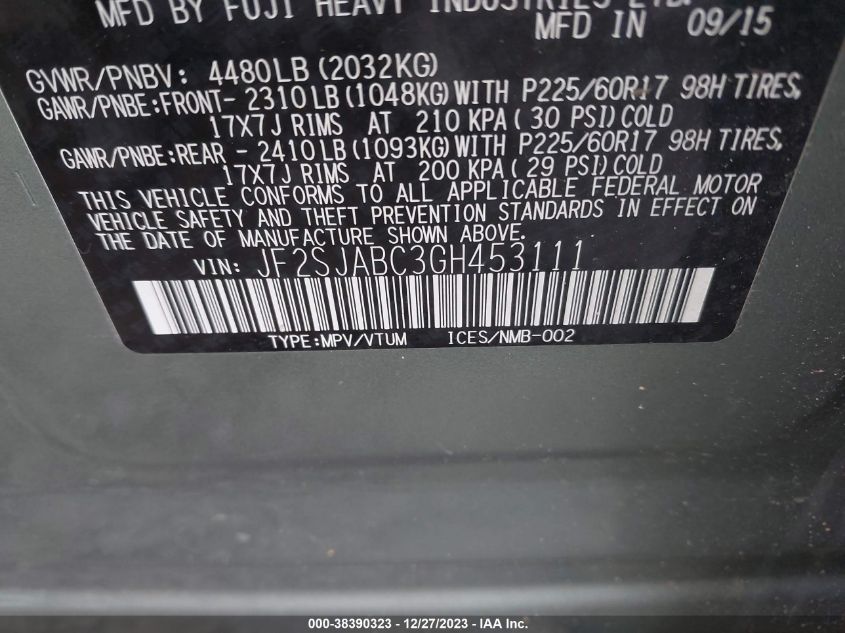 MFD BY FUJI HEAVY INDUSTRIES LTD.
MFD IN 09/15
GVWR/PNBV: 4480LB (2032KG)
GAWR/PNBE:FRONT- 2310LB (1048KG)WITH P225/60R17 98H TIRES,
17X7J RIMS AT 210 KPA( 30 PSI)COLD
GAWR/PNBE:REAR - 2410LB (1093KG)WITH P225/60R17 98H TIRES,
17X7J RIMS AT 200 KPA( 29 PSI)COLD
THIS VEHICLE CONFORMS TO ALL APPLICABLE FEDERAL MOTOR
VEHICLE SAFETY AND THEFT PREVENTION STANDARDS IN EFFECT ON
THE DATE OF MANUFACTURE SHOWN ABOVE.
VIN: JF2SJABC3GH453111
TYPE:MPV/VTUM ICES/NMB-002
000-38390323 - 12/27/2023 - IAA Inc.